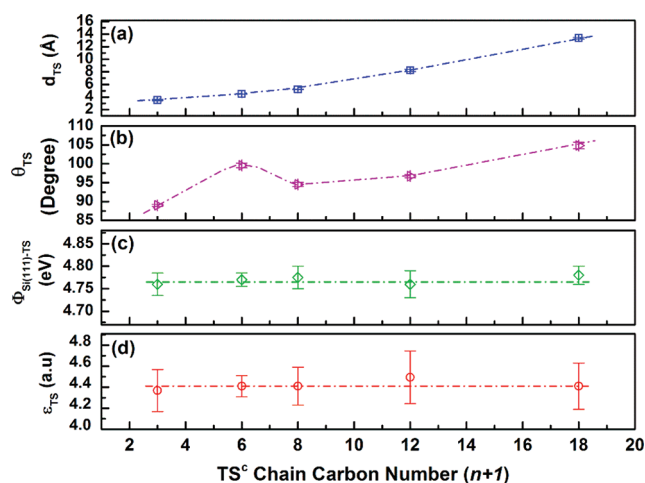 (a)
d_TS (Å)
16
14
12
10
8
6
4
2
(b)
θ_TS
(Degree)
110
105
100
95
90
85
(c)
Φ_Si(111)-TS
(eV)
4.85
4.80
4.75
4.70
(d)
ε_TS (a.u)
4.8
4.6
4.4
4.2
4.0
2 4 6 8 10 12 14 16 18 20
TS^c Chain Carbon Number (n+1)